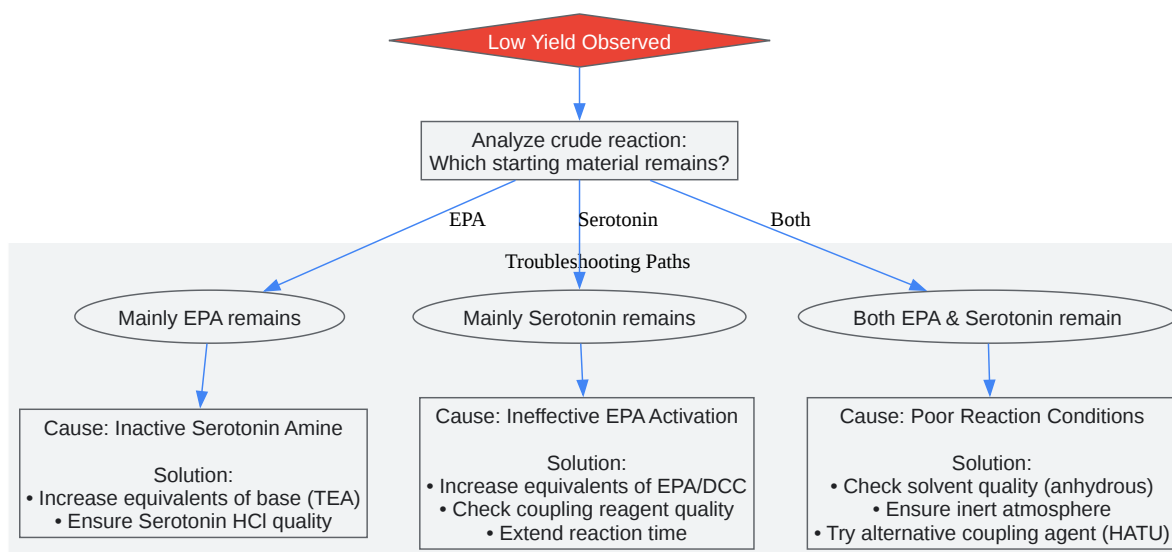 Low Yield Observed
Analyze crude reaction:
Which starting material remains?
EPA
Serotonin
Both
Troubleshooting Paths
Mainly EPA remains
Mainly Serotonin remains
Both EPA & Serotonin remain
Cause: Inactive Serotonin Amine
Solution:
• Increase equivalents of base (TEA)
• Ensure Serotonin HCl quality
Cause: Ineffective EPA Activation
Solution:
• Increase equivalents of EPA/DCC
• Check coupling reagent quality
• Extend reaction time
Cause: Poor Reaction Conditions
Solution:
• Check solvent quality (anhydrous)
• Ensure inert atmosphere
• Try alternative coupling agent (HATU)